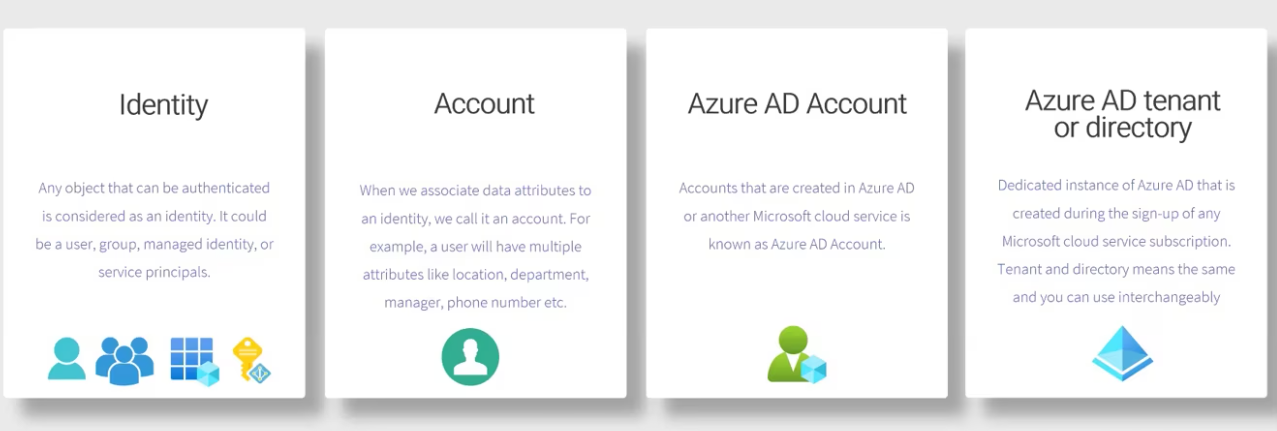 Identity
Any object that can be authenticated
is considered as an identity. It could
be a user, group, managed identity, or
service principals.
Account
When we associate data attributes to
an identity, we call it an account. For
example, a user will have multiple
attributes like location, department,
manager, phone number etc.
Azure AD Account
Accounts that are created in Azure AD
or another Microsoft cloud service is
known as Azure AD Account.
Azure AD tenant
or directory
Dedicated instance of Azure AD that is
created during the sign-up of any
Microsoft cloud service subscription.
Tenant and directory means the same
and you can use interchangeably